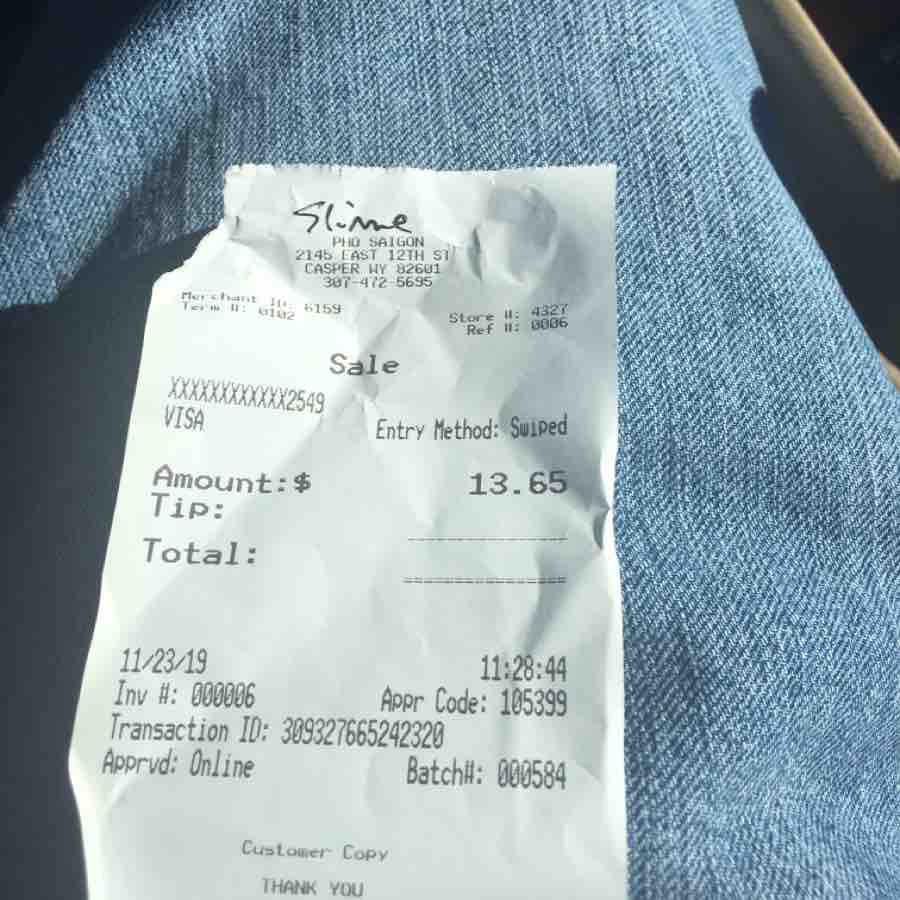 Slime
PHO SAIGON
2145 EAST 12TH ST
CASPER WY 82601
307-472-5695
Merchant ID: 6159
Term #: 0102
Store #: 4327
Ref #: 0006
Sale
XXXXXXXXXXXX2549
VISA
Entry Method: Swiped
Amount:$ 13.65
Tip:
Total:
11/23/19 11:28:44
Inv #: 000006 Appr Code: 105399
Transaction ID: 309327665242320
Apprvd: Online Batch#: 000584
Customer Copy
THANK YOU